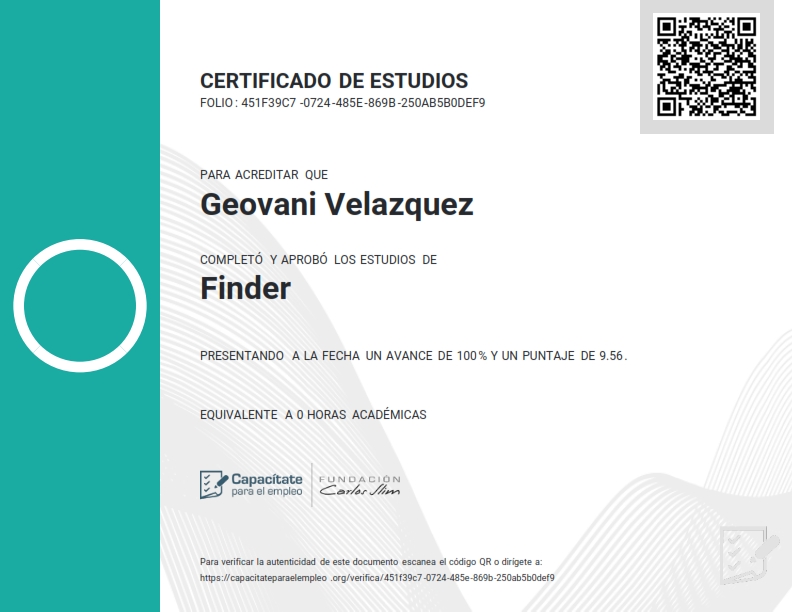 CERTIFICADO DE ESTUDIOS
FOLIO: 451F39C7-0724-485E-869B-250AB5B0DEF9
PARA ACREDITAR QUE
Geovani Velazquez
COMPLETÓ Y APROBÓ LOS ESTUDIOS DE
Finder
PRESENTANDO A LA FECHA UN AVANCE DE 100% Y UN PUNTAJE DE 9.56.
EQUIVALENTE A 0 HORAS ACADÉMICAS
Capacítate
para el empleo
FUNDACIÓN
Carlos Slim
Para verificar la autenticidad de este documento escanea el código QR o dirígete a:
https://capacitateparaelempleo.org/verifica/451f39c7-0724-485e-869b-250ab5b0def9